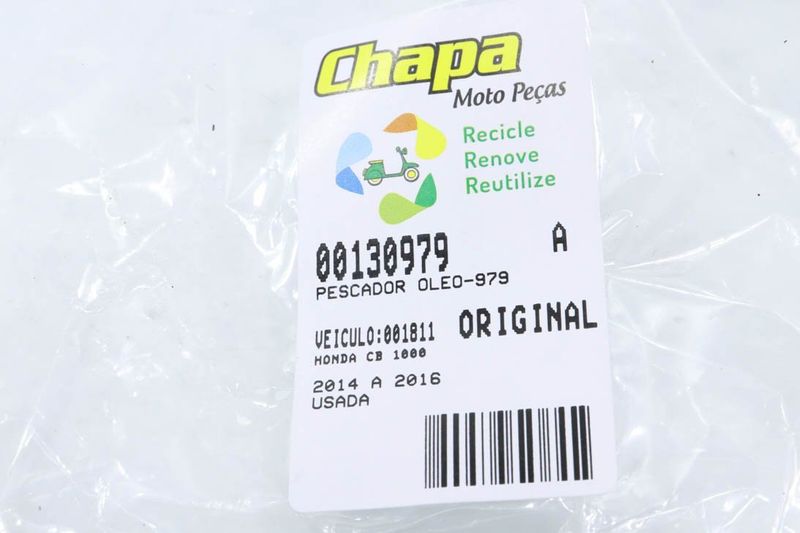 Chapa
Moto Peças
Recicle
Renove
Reutilize
00130979 A
PESCADOR OLEO-979
VEICULO:001811 ORIGINAL
HONDA CB 1000
2014 A 2016
USADA